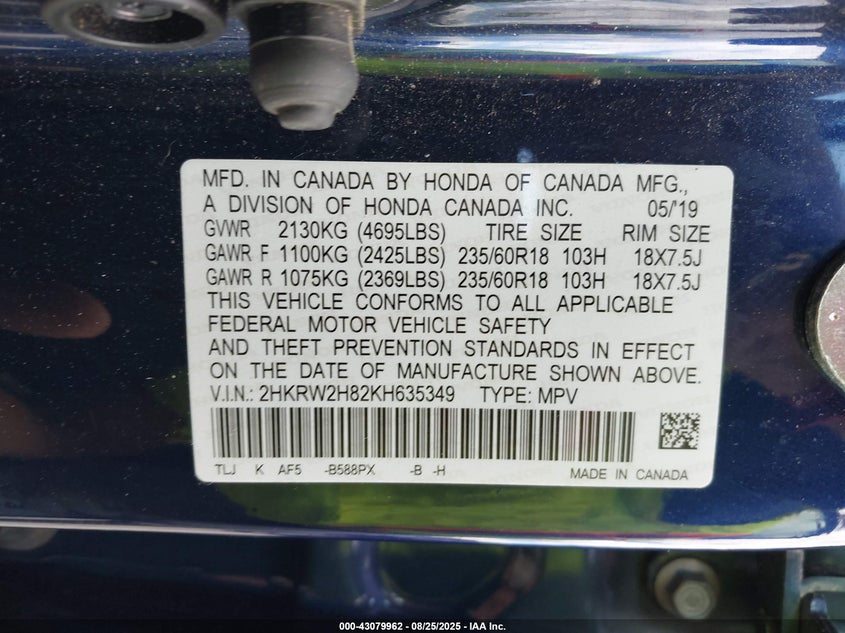 MFD. IN CANADA BY HONDA OF CANADA MFG.,
A DIVISION OF HONDA CANADA INC. 05/'19
GVWR 2130KG (4695LBS) TIRE SIZE RIM SIZE
GAWR F 1100KG (2425LBS) 235/60R18 103H 18X7.5J
GAWR R 1075KG (2369LBS) 235/60R18 103H 18X7.5J
THIS VEHICLE CONFORMS TO ALL APPLICABLE
FEDERAL MOTOR VEHICLE SAFETY
AND THEFT PREVENTION STANDARDS IN EFFECT
ON THE DATE OF MANUFACTURE SHOWN ABOVE.
V.I.N.: 2HKRW2H82KH635349 TYPE: MPV
TLJ K AF5 -B588PX -B -H MADE IN CANADA
000-43079962 - 08/25/2025 - IAA Inc.